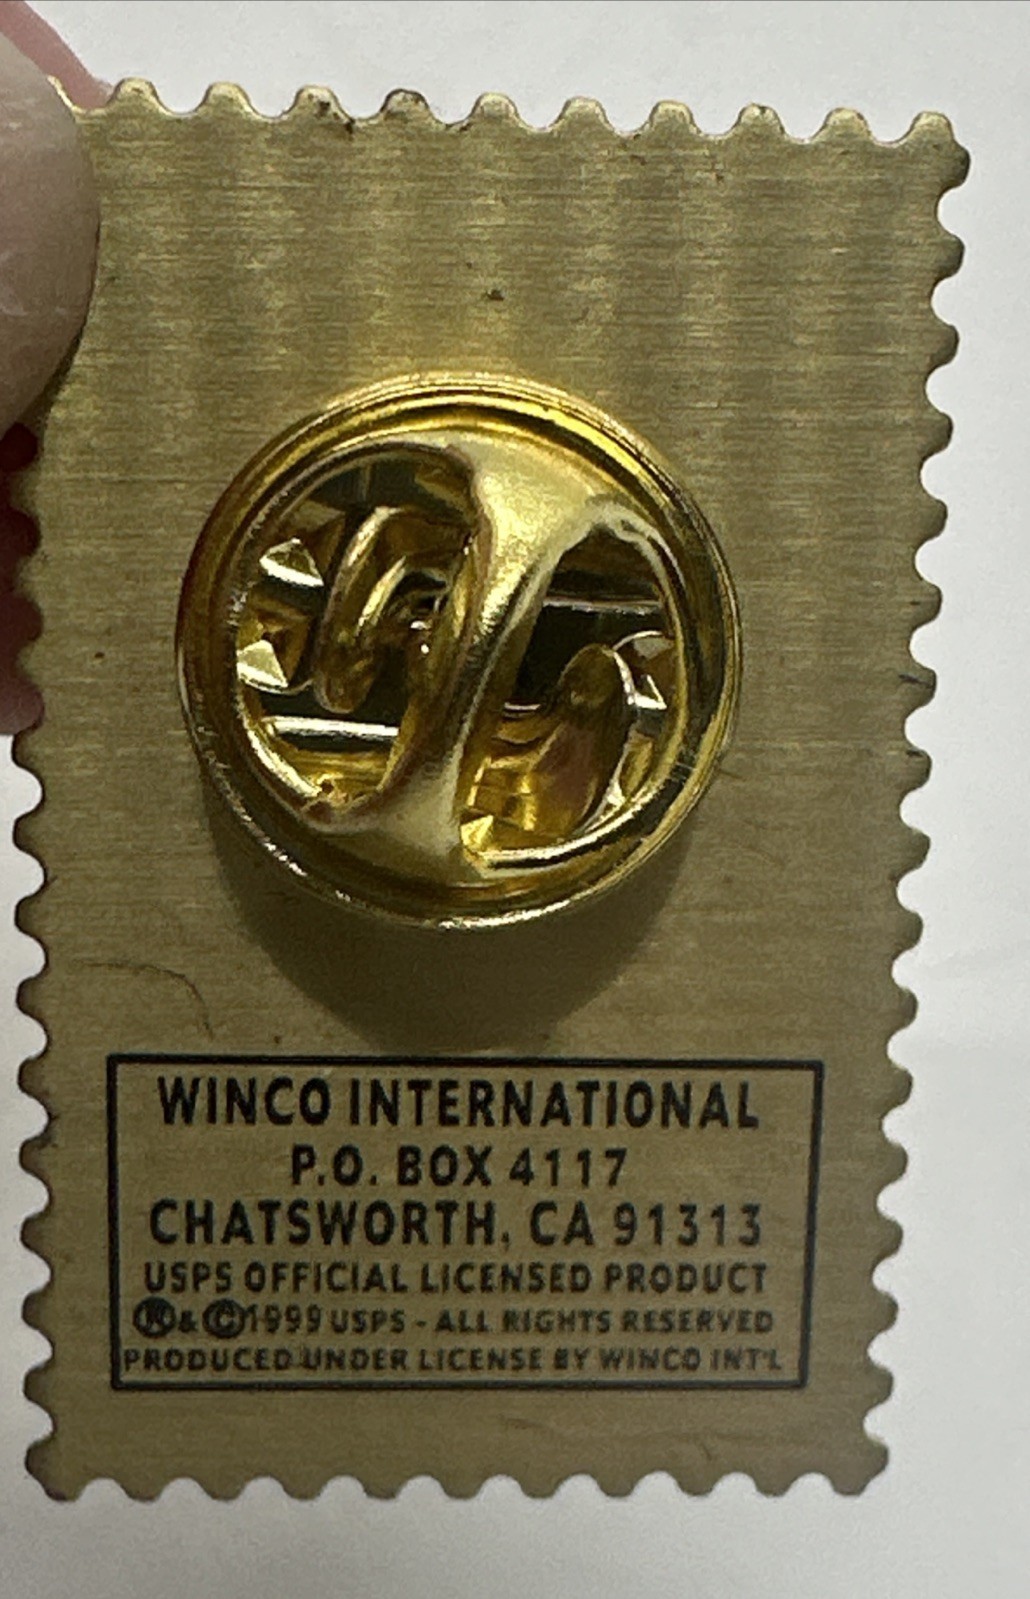 WINCO INTERNATIONAL
P.O. BOX 4117
CHATSWORTH, CA 91313
USPS OFFICIAL LICENSED PRODUCT
®& ©1999 USPS - ALL RIGHTS RESERVED
PRODUCED UNDER LICENSE BY WINCO INT'L